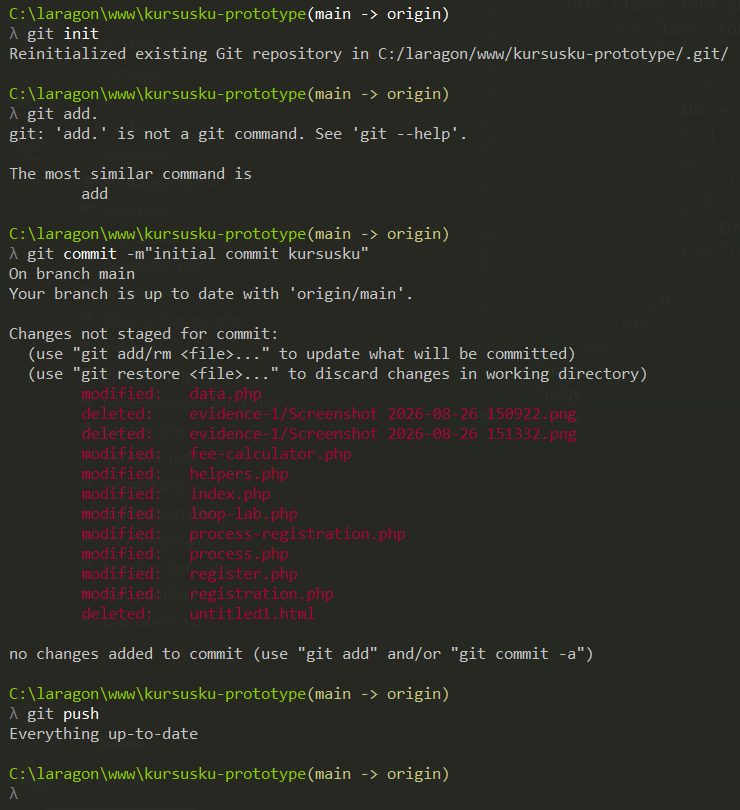 C:\laragon\www\kursusku-prototype(main -> origin)
λ git init
Reinitialized existing Git repository in C:/laragon/www/kursusku-prototype/.git/
C:\laragon\www\kursusku-prototype(main -> origin)
λ git add.
git: 'add.' is not a git command. See 'git --help'.
The most similar command is
add
C:\laragon\www\kursusku-prototype(main -> origin)
λ git commit -m"initial commit kursusku"
On branch main
Your branch is up to date with 'origin/main'.
Changes not staged for commit:
(use "git add/rm <file>..." to update what will be committed)
(use "git restore <file>..." to discard changes in working directory)
modified:   data.php
deleted:    evidence-1/Screenshot 2026-08-26 150922.png
deleted:    evidence-1/Screenshot 2026-08-26 151332.png
modified:   fee-calculator.php
modified:   helpers.php
modified:   index.php
modified:   loop-lab.php
modified:   process-registration.php
modified:   process.php
modified:   register.php
modified:   registration.php
deleted:    untitled1.html
no changes added to commit (use "git add" and/or "git commit -a")
C:\laragon\www\kursusku-prototype(main -> origin)
λ git push
Everything up-to-date
C:\laragon\www\kursusku-prototype(main -> origin)
λ